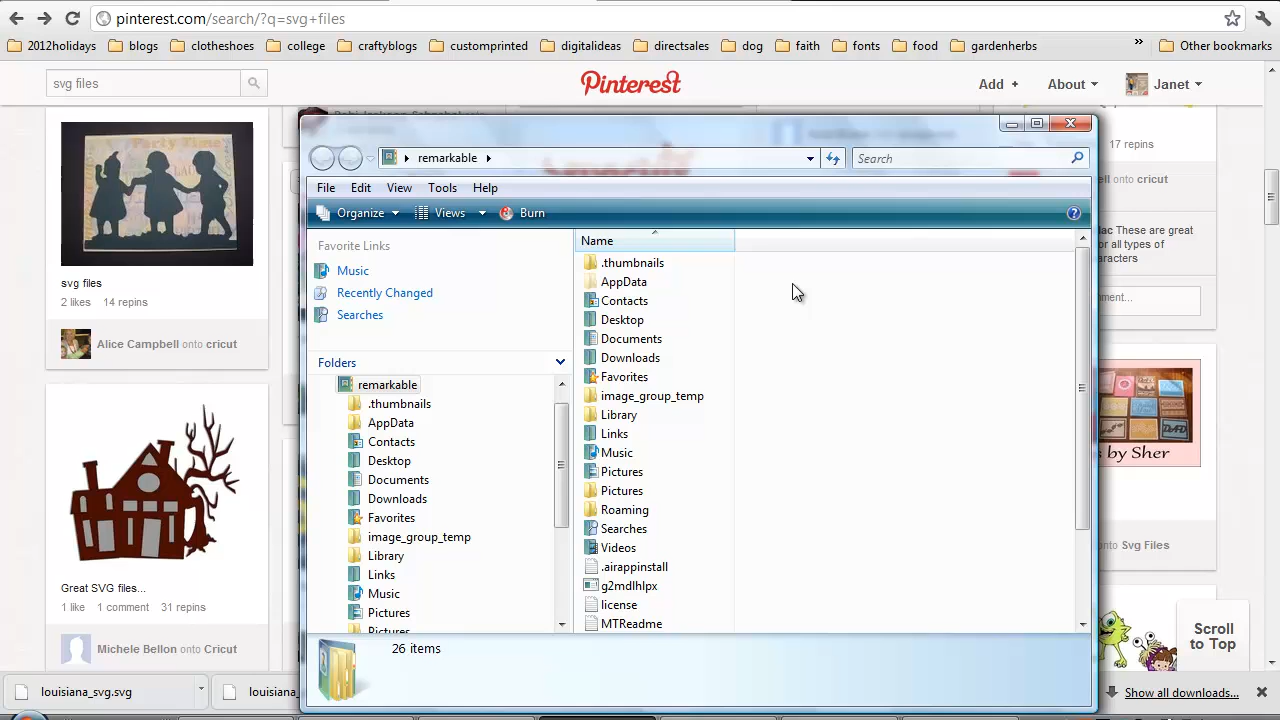 pinterest.com/search/?q=svg+files
2012holidays blogs clotheshoes college craftyblogs customprinted digitalideas directsales dog faith fonts food gardenherbs » Other bookmarks
svg files
Pinterest
Add +
About
Janet
Party Time!
svg files
2 likes 14 repins
Alice Campbell onto cricut
Great SVG files...
1 like 1 comment 31 repins
Michele Bellon onto Cricut
remarkable
Search
File Edit View Tools Help
Organize Views Burn
Favorite Links
Music
Recently Changed
Searches
Folders
remarkable
.thumbnails
AppData
Contacts
Desktop
Documents
Downloads
Favorites
image_group_temp
Library
Links
Music
Pictures
Pictures
Name
.thumbnails
AppData
Contacts
Desktop
Documents
Downloads
Favorites
image_group_temp
Library
Links
Music
Pictures
Pictures
Roaming
Searches
Videos
.airappinstall
g2mdlhlpx
license
MTReadme
26 items
17 repins
ell onto cricut
lac These are great
or all types of
characters
ment...
s by Sher
onto Svg Files
Scroll
to Top
louisiana_svg.svg
louisian
Show all downloads...